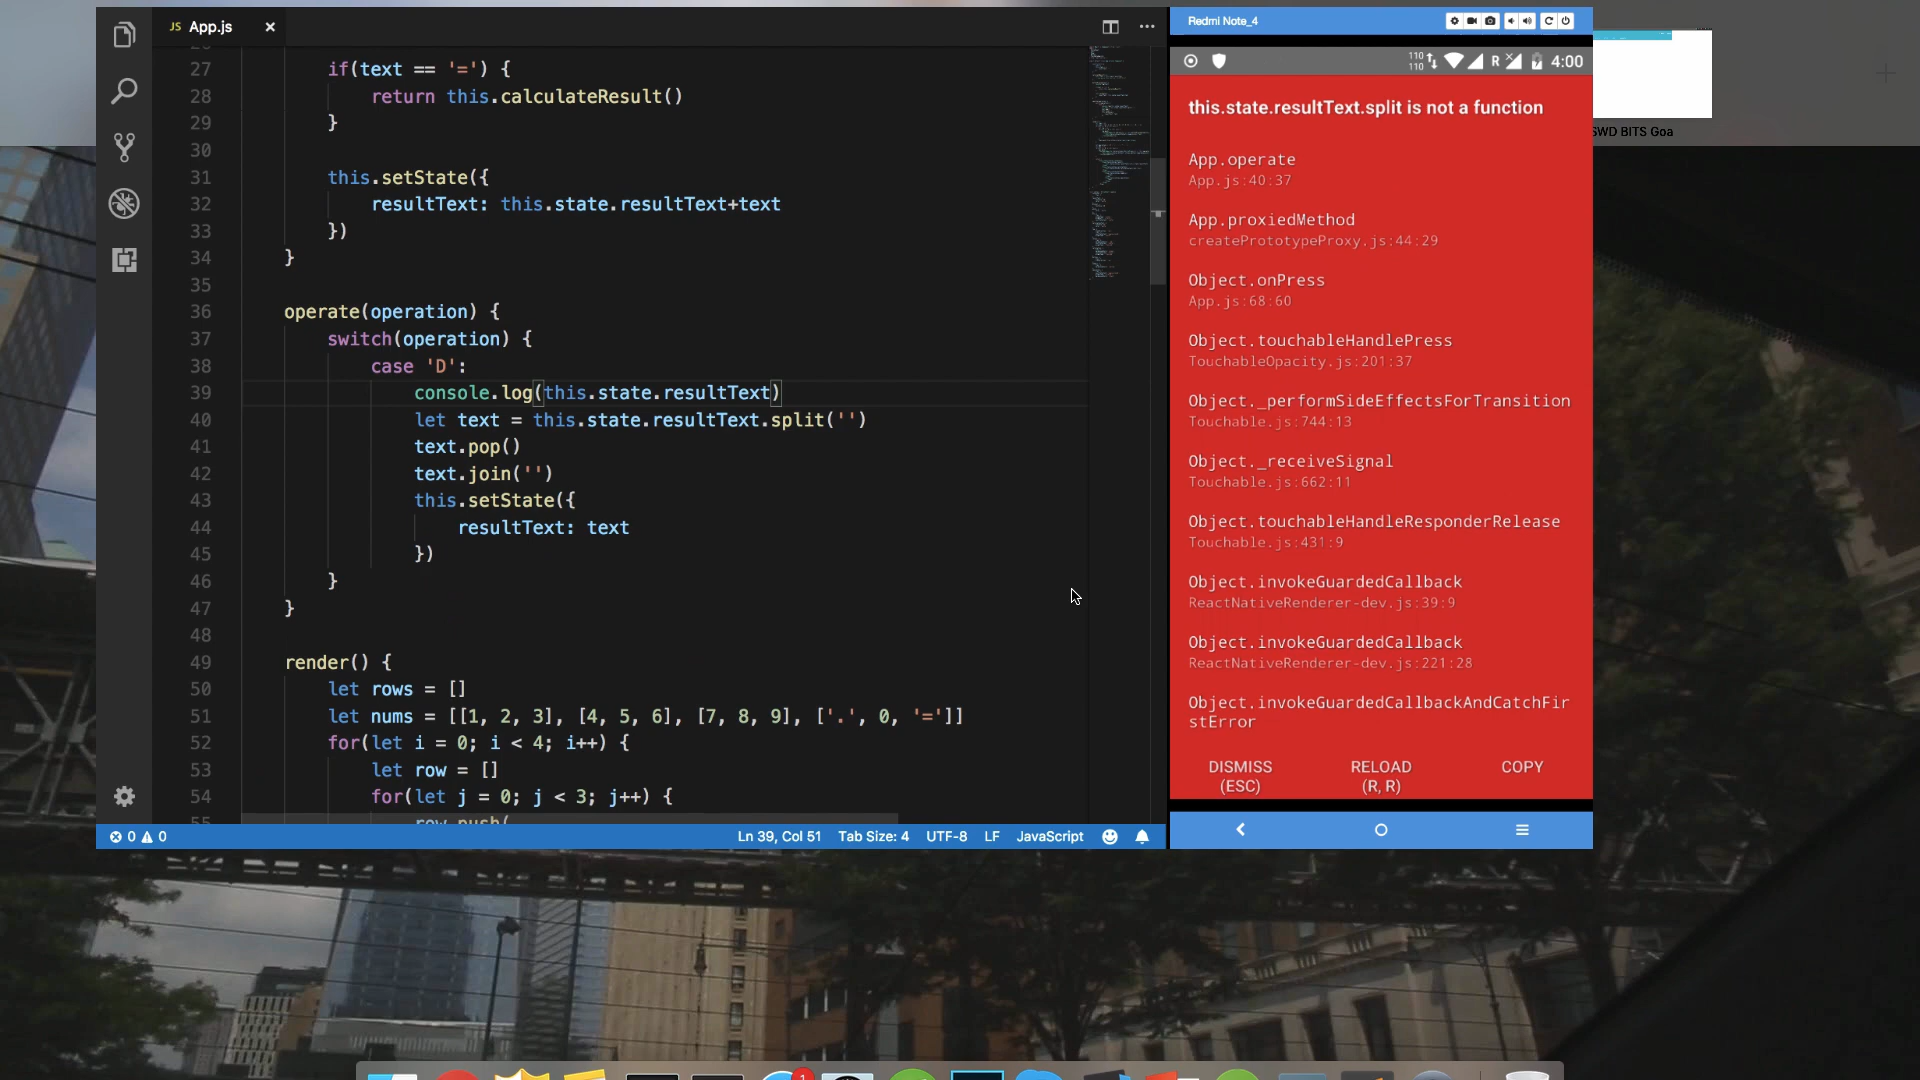 JS App.js
27 if(text == '=') {
28 return this.calculateResult()
29 }
30
31 this.setState({
32 resultText: this.state.resultText+text
33 })
34 }
35
36 operate(operation) {
37 switch(operation) {
38 case 'D':
39 console.log(this.state.resultText)
40 let text = this.state.resultText.split('')
41 text.pop()
42 text.join('')
43 this.setState({
44 resultText: text
45 })
46 }
47 }
48
49 render() {
50 let rows = []
51 let nums = [[1, 2, 3], [4, 5, 6], [7, 8, 9], ['.', 0, '=']]
52 for(let i = 0; i < 4; i++) {
53 let row = []
54 for(let j = 0; j < 3; j++) {
55 row.push(
0 0
Ln 39, Col 51 Tab Size: 4 UTF-8 LF JavaScript
Redmi Note_4
110
110
R
4:00
this.state.resultText.split is not a function
App.operate
App.js:40:37
App.proxiedMethod
createPrototypeProxy.js:44:29
Object.onPress
App.js:68:60
Object.touchableHandlePress
TouchableOpacity.js:201:37
Object._performSideEffectsForTransition
Touchable.js:744:13
Object._receiveSignal
Touchable.js:662:11
Object.touchableHandleResponderRelease
Touchable.js:431:9
Object.invokeGuardedCallback
ReactNativeRenderer-dev.js:39:9
Object.invokeGuardedCallback
ReactNativeRenderer-dev.js:221:28
Object.invokeGuardedCallbackAndCatchFir
stError
DISMISS
(ESC)
RELOAD
(R, R)
COPY
SWD BITS Goa
1